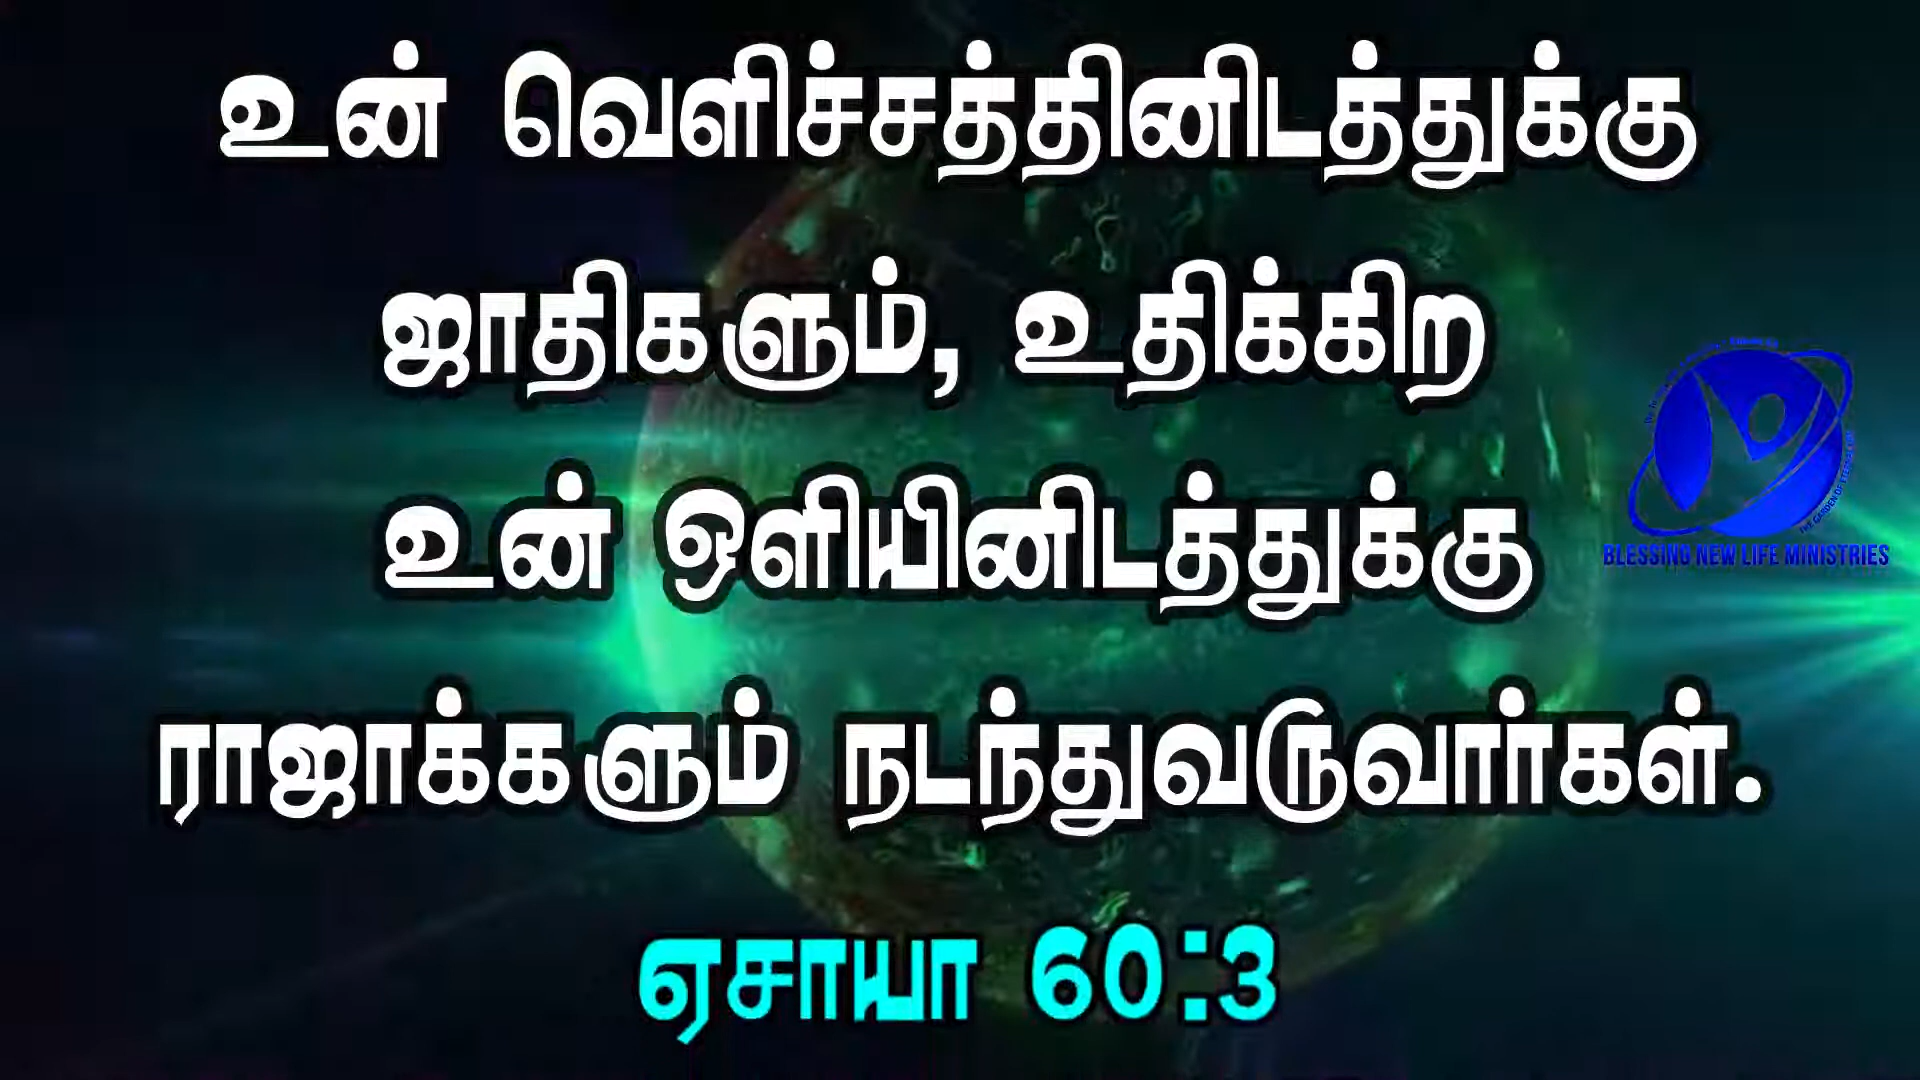 உன் வெளிச்சத்தினிடத்துக்கு
ஜாதிகளும், உதிக்கிற
உன் ஒளியினிடத்துக்கு
ராஜாக்களும் நடந்துவருவார்கள்.
ஏசாயா 60:3
BLESSING NEW LIFE MINISTRIES